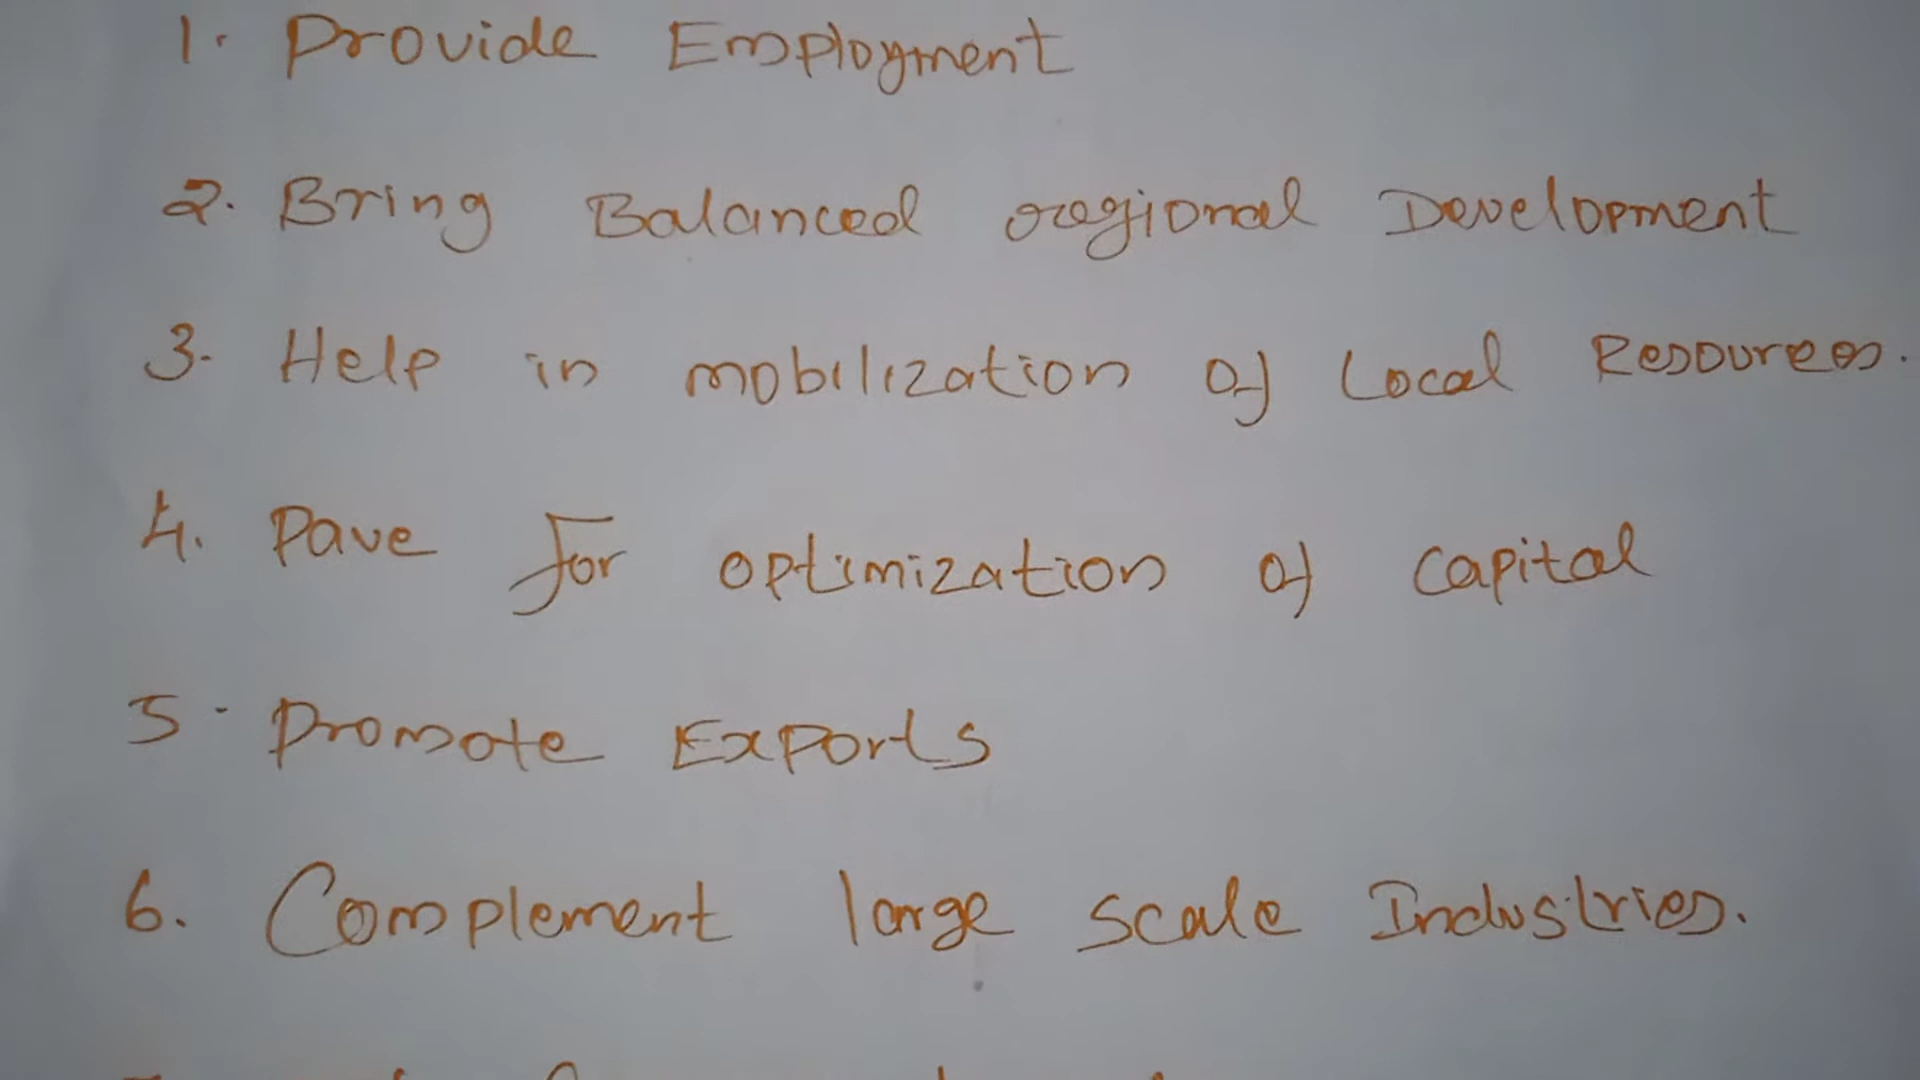 1. Provide Employment
2. Bring Balanced regional Development
3. Help in mobilization of Local Resources.
4. Pave for optimization of capital
5. Promote Exports
6. Complement large scale Industries.